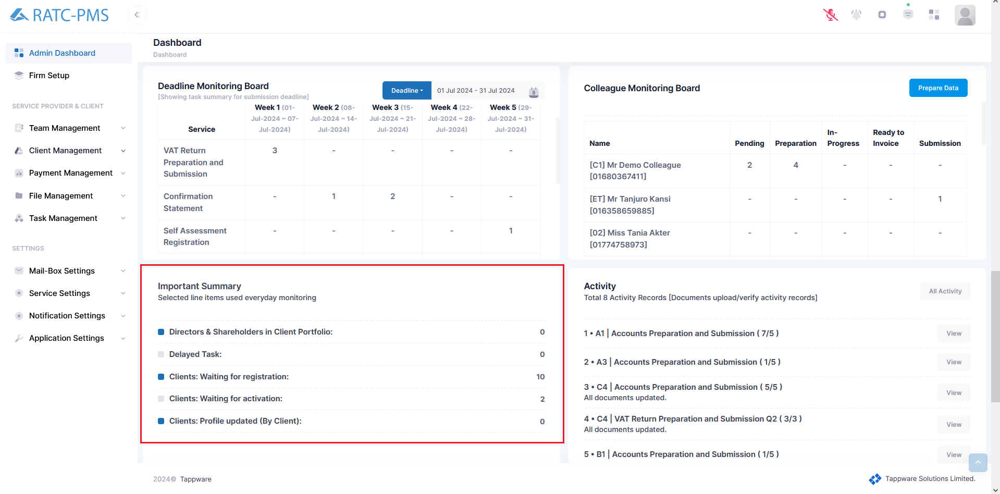 RATC-PMS
Admin Dashboard
Firm Setup
SERVICE PROVIDER & CLIENT
Team Management
Client Management
Payment Management
File Management
Task Management
SETTINGS
Mail-Box Settings
Service Settings
Notification Settings
Application Settings
Dashboard
Dashboard
Deadline Monitoring Board
[Showing task summary for submission deadline]
Deadline
01 Jul 2024 - 31 Jul 2024
8
Service
Week 1 (01-
Jul-2024 ~ 07-
Jul-2024)
Week 2 (08-
Jul-2024 ~ 14-
Jul-2024)
Week 3 (15-
Jul-2024 ~ 21-
Jul-2024)
Week 4 (22-
Jul-2024 ~ 28-
Jul-2024)
Week 5 (29-
Jul-2024 ~ 31-
Jul-2024)
VAT Return
Preparation and
Submission
3 - - - -
Confirmation
Statement
- 1 2 - -
Self Assessment
Registration
- - - - 1
Colleague Monitoring Board
Prepare Data
Name
Pending
Preparation
In-
Progress
Ready to
Invoice
Submission
[C1] Mr Demo Colleague
[01680367411]
2 4 - - -
[ET] Mr Tanjuro Kansi
[016358659885]
- - - - 1
[02] Miss Tania Akter
[01774758973]
- - - - -
Important Summary
Selected line items used everyday monitoring
Directors & Shareholders in Client Portfolio: 0
Delayed Task: 0
Clients: Waiting for registration: 10
Clients: Waiting for activation: 2
Clients: Profile updated (By Client): 0
Activity
Total 8 Activity Records [Documents upload/verify activity records]
All Activity
1 • A1 | Accounts Preparation and Submission ( 7/5 )
View
2 • A3 | Accounts Preparation and Submission ( 1/5 )
View
3 • C4 | Accounts Preparation and Submission ( 5/5 )
All documents updated.
View
4 • C4 | VAT Return Preparation and Submission Q2 ( 3/3 )
All documents updated.
View
5 • B1 | Accounts Preparation and Submission ( 1/5 )
View
2024© Tappware
Tappware Solutions Limited.